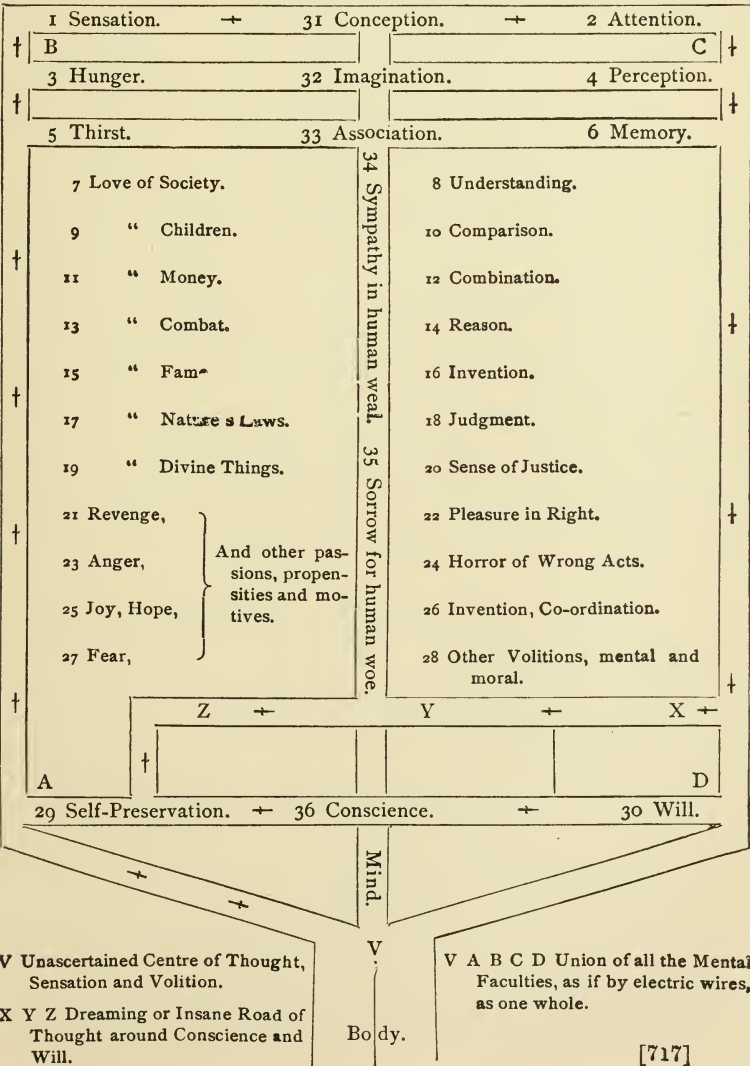 1 Sensation. 31 Conception. 2 Attention.
B C
3 Hunger. 32 Imagination. 4 Perception.
5 Thirst. 33 Association. 6 Memory.
7 Love of Society.
9 “ Children.
11 “ Money.
13 “ Combat.
15 “ Fame
17 “ Nature s Laws.
19 “ Divine Things.
21 Revenge,
23 Anger,
25 Joy, Hope,
27 Fear,
And other pas-
sions, propen-
sities and mo-
tives.
34 Sympathy in human weal. 35 Sorrow for human woe.
8 Understanding.
10 Comparison.
12 Combination.
14 Reason.
16 Invention.
18 Judgment.
20 Sense of Justice.
22 Pleasure in Right.
24 Horror of Wrong Acts.
26 Invention, Co-ordination.
28 Other Volitions, mental and
moral.
Z Y X
A D
29 Self-Preservation. 36 Conscience. 30 Will.
Mind.
V
V Unascertained Centre of Thought,
Sensation and Volition.
X Y Z Dreaming or Insane Road of
Thought around Conscience and
Will.
Body.
V A B C D Union of all the Mental
Faculties, as if by electric wires,
as one whole.
[717]